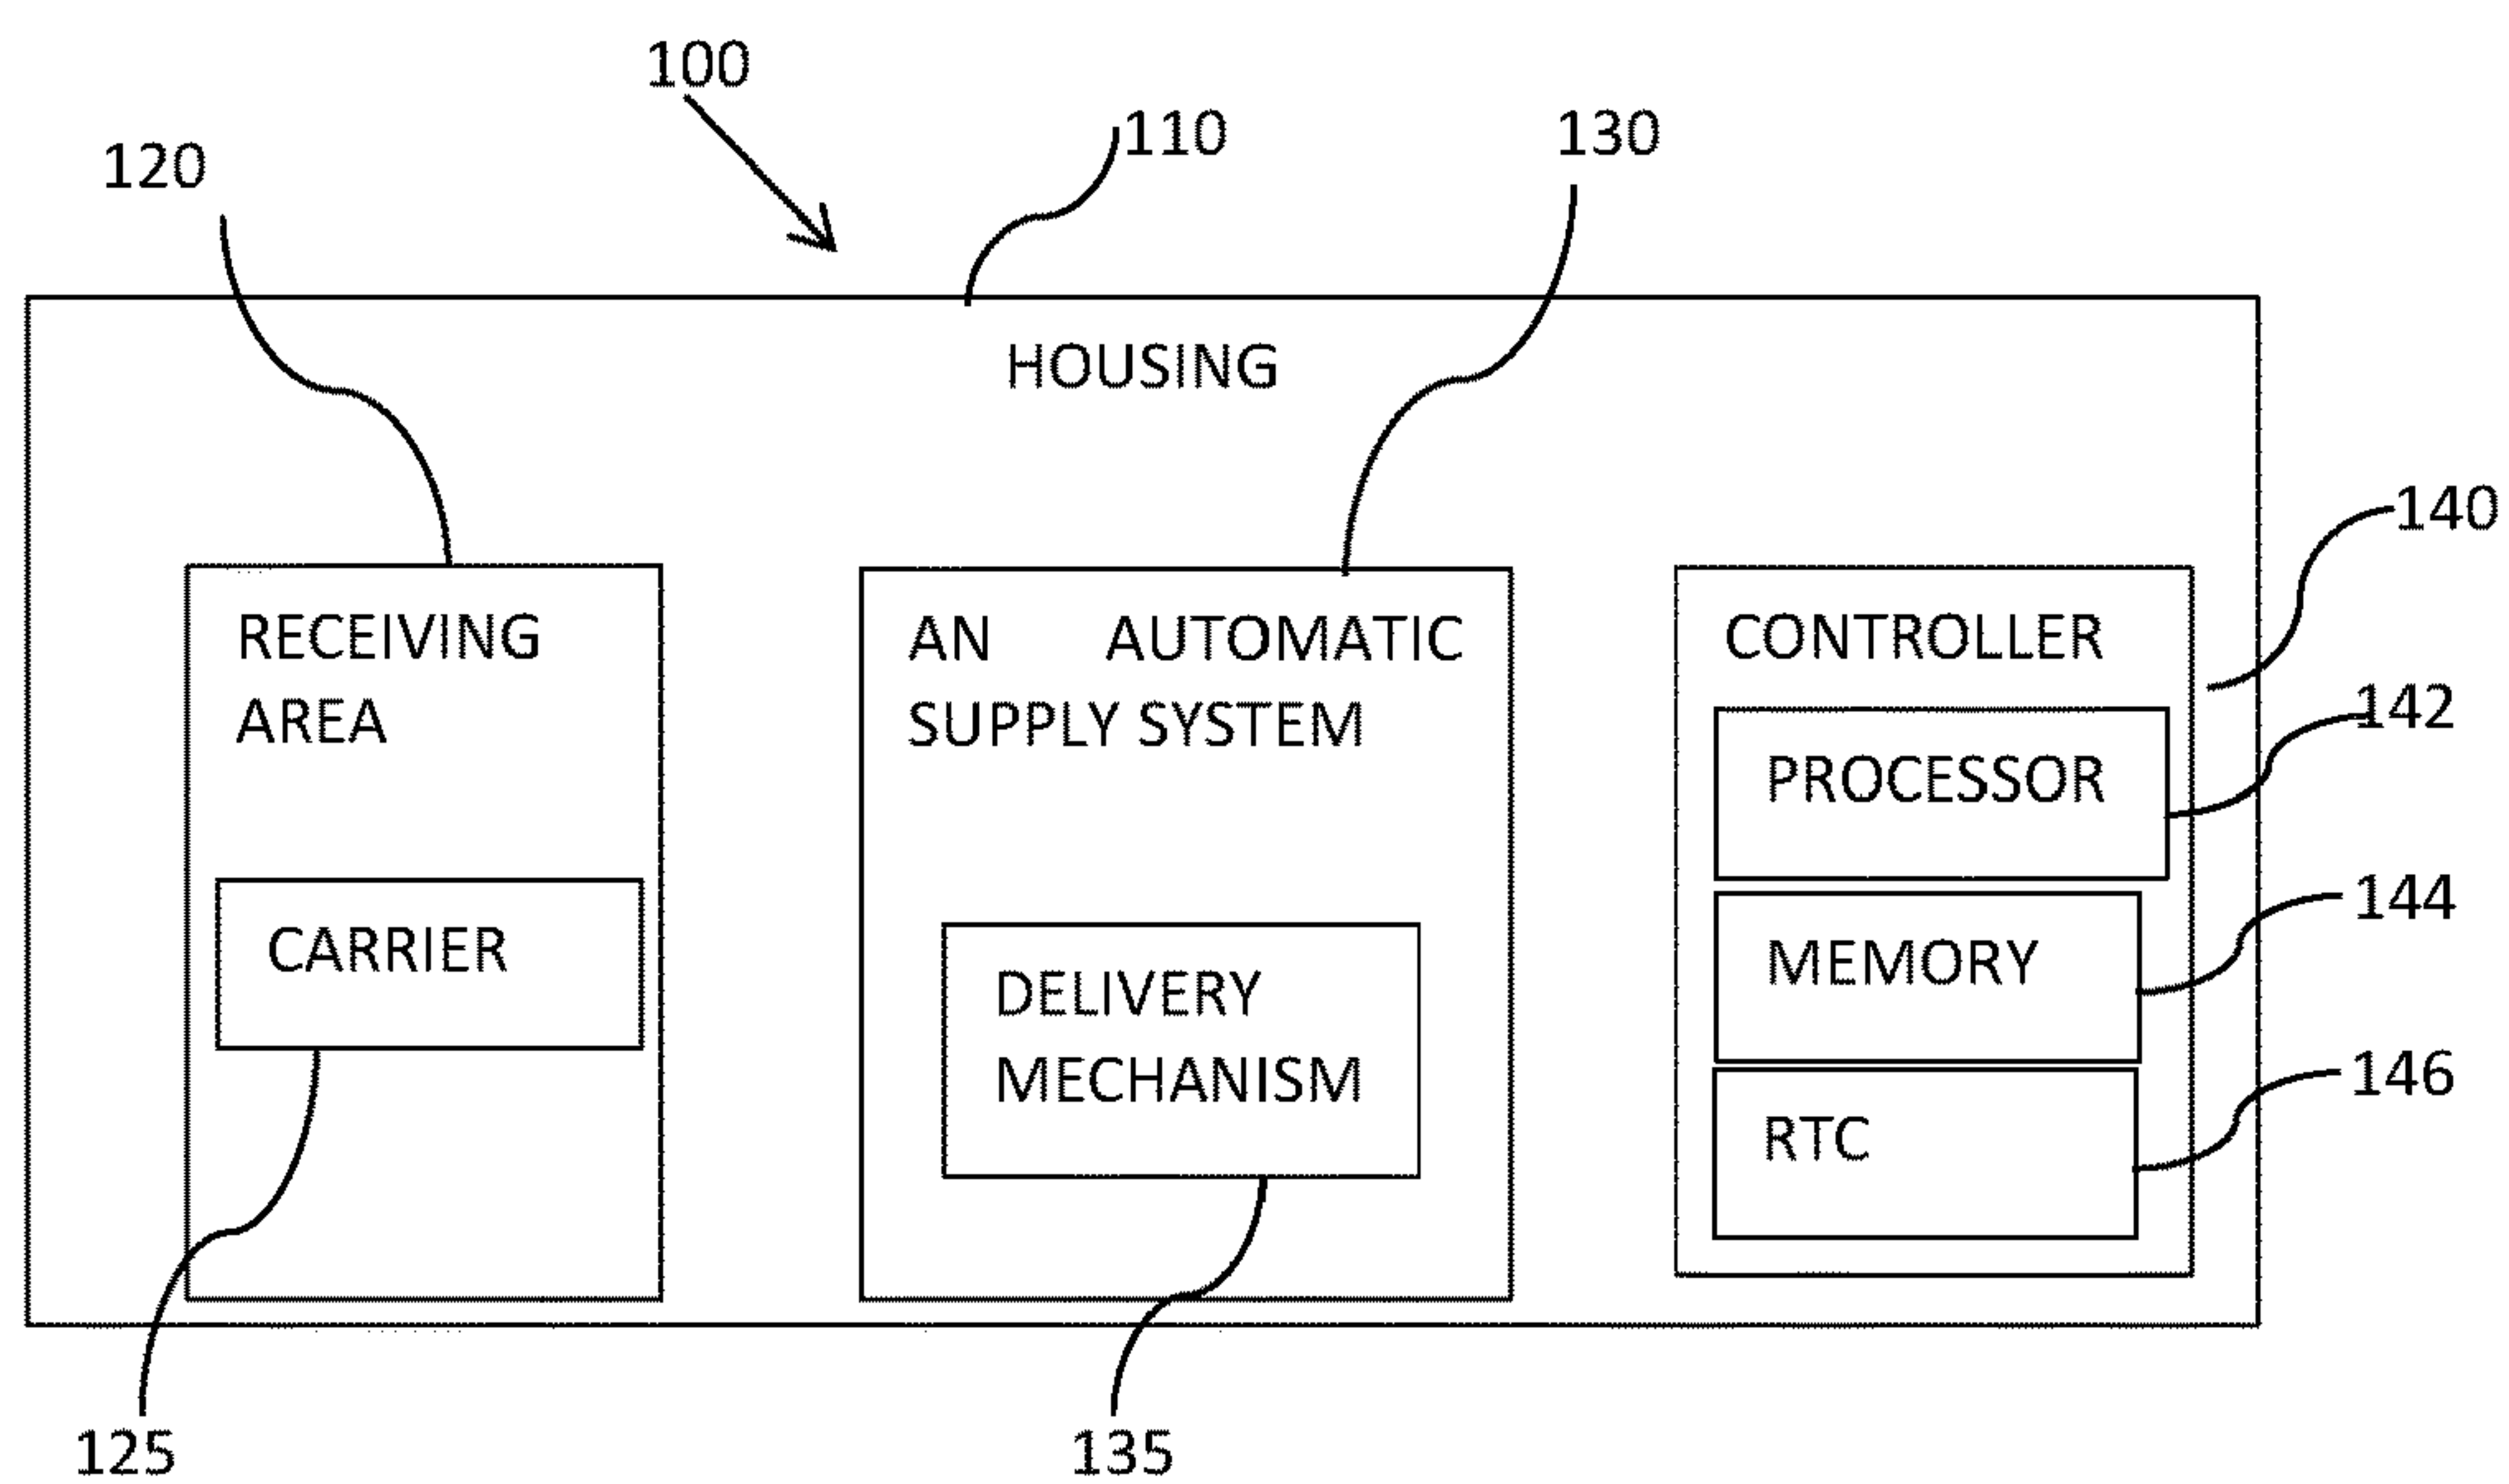 100
110
130
120
HOUSING
140
RECEIVING
AREA
AN AUTOMATIC
SUPPLY SYSTEM
CONTROLLER
142
PROCESSOR
144
CARRIER
MEMORY
DELIVERY
MECHANISM
146
RTC
125
135